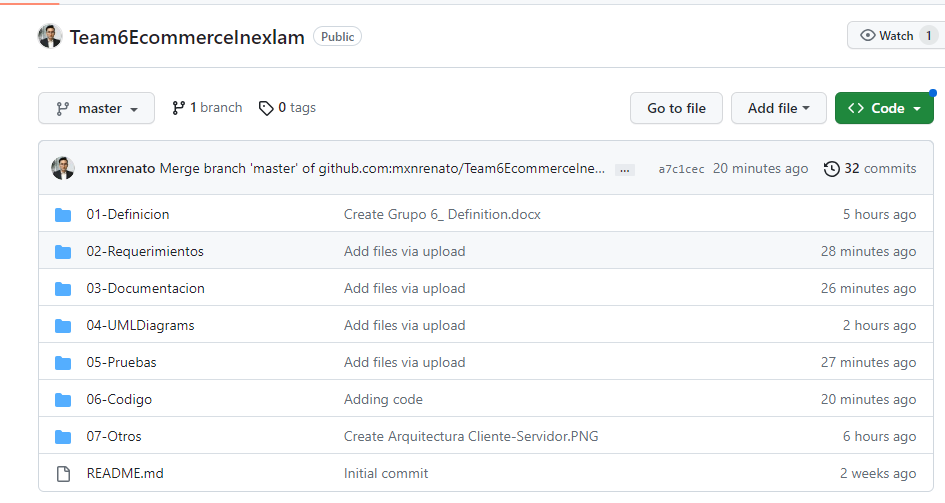 Team6EcommerceInexlam Public Watch 1
master 1 branch 0 tags Go to file Add file Code
mxnrenato Merge branch 'master' of github.com:mxnrenato/Team6EcommerceIne... ... a7c1cec 20 minutes ago 32 commits
01-Definicion Create Grupo 6_ Definition.docx 5 hours ago
02-Requerimientos Add files via upload 28 minutes ago
03-Documentacion Add files via upload 26 minutes ago
04-UMLDiagrams Add files via upload 2 hours ago
05-Pruebas Add files via upload 27 minutes ago
06-Codigo Adding code 20 minutes ago
07-Otros Create Arquitectura Cliente-Servidor.PNG 6 hours ago
README.md Initial commit 2 weeks ago